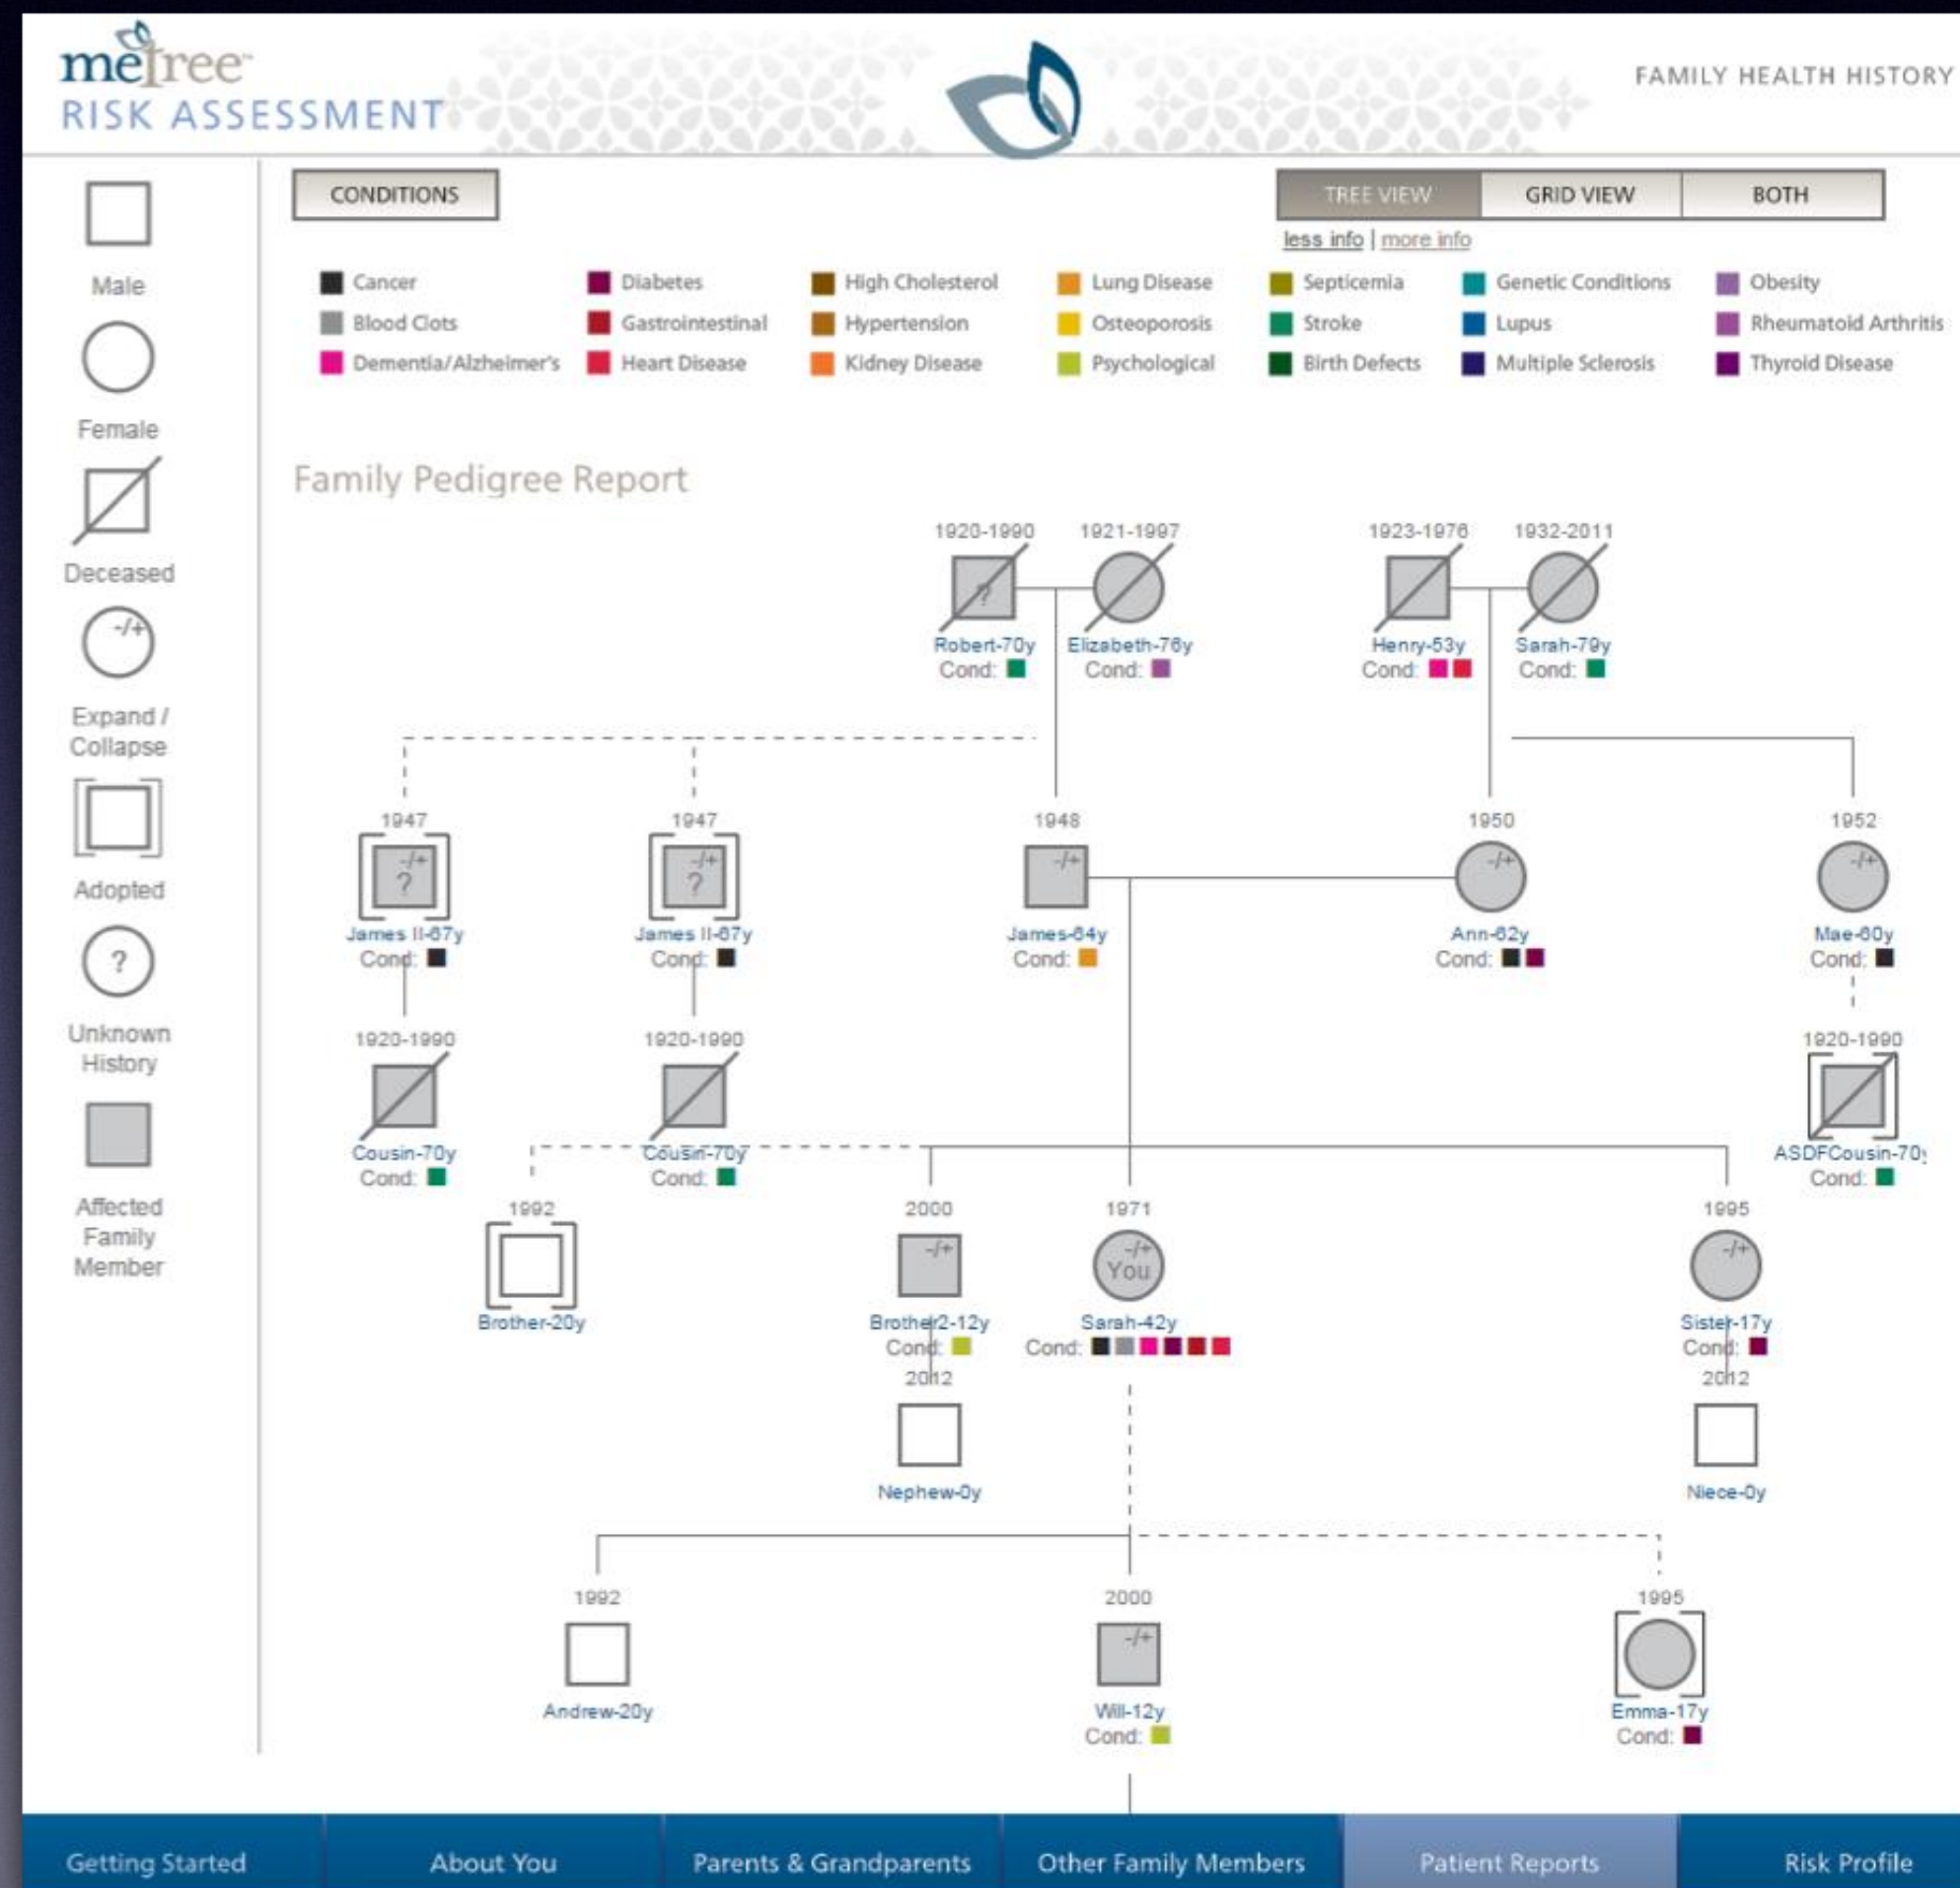 meTree™
RISK ASSESSMENT
FAMILY HEALTH HISTORY
CONDITIONS
TREE VIEW GRID VIEW BOTH
less info | more info
Male
Female
Deceased
-/+
Expand /
Collapse
Adopted
?
Unknown
History
Affected
Family
Member
Cancer Diabetes High Cholesterol Lung Disease Septicemia Genetic Conditions Obesity
Blood Clots Gastrointestinal Hypertension Osteoporosis Stroke Lupus Rheumatoid Arthritis
Dementia/Alzheimer's Heart Disease Kidney Disease Psychological Birth Defects Multiple Sclerosis Thyroid Disease
Family Pedigree Report
1920-1990 1921-1997 1923-1976 1932-2011
?
Robert-70y Elizabeth-76y Henry-53y Sarah-79y
Cond: Cond: Cond: Cond:
1947 1947 1948 1950 1952
-/+ -/+ -/+ -/+ -/+
? ?
James II-67y James II-67y James-64y Ann-62y Mae-60y
Cond: Cond: Cond: Cond: Cond:
1920-1990 1920-1990 1920-1990
Cousin-70y Cousin-70y ASDFCousin-70y
Cond: Cond: Cond:
1992 2000 1971 1995
-/+ -/+ -/+
You
Brother-20y Brother2-12y Sarah-42y Sister-17y
Cond: Cond: Cond:
2012 2012
Nephew-0y Niece-0y
1992 2000 1995
-/+
Andrew-20y Will-12y Emma-17y
Cond: Cond:
Getting Started About You Parents & Grandparents Other Family Members Patient Reports Risk Profile